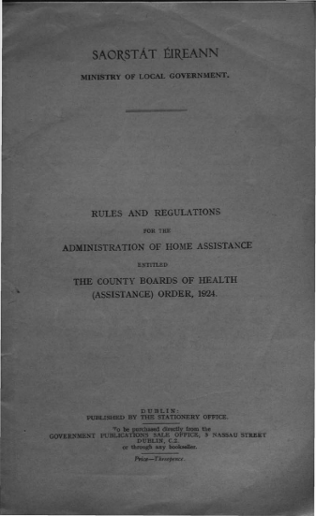 SAORSTÁT ÉIREANN
MINISTRY OF LOCAL GOVERNMENT.
RULES AND REGULATIONS
FOR THE
ADMINISTRATION OF HOME ASSISTANCE
ENTITLED
THE COUNTY BOARDS OF HEALTH
(ASSISTANCE) ORDER, 1924.
DUBLIN:
PUBLISHED BY THE STATIONERY OFFICE.
To be purchased directly from the
GOVERNMENT PUBLICATIONS SALE OFFICE, 5 NASSAU STREET
DUBLIN, C.2.
or through any bookseller.
Price—Threepence.